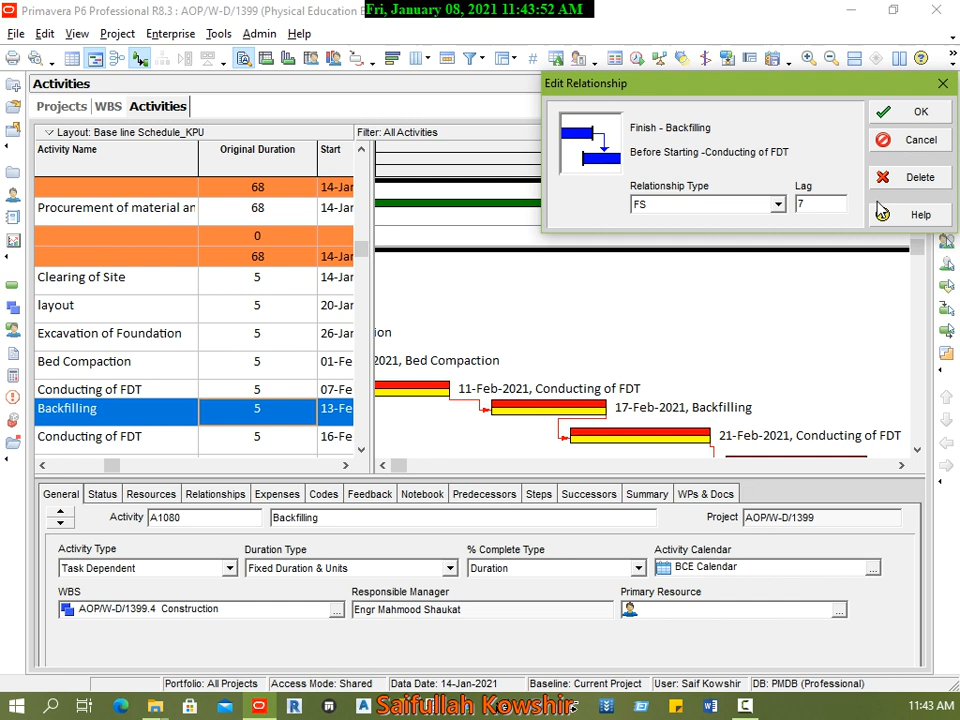 Primavera P6 Professional R8.3 : AOP/W-D/1399 (Physical Education E
Fri, January 08, 2021 11:43:52 AM
File Edit View Project Enterprise Tools Admin Help
Activities
Projects WBS Activities
Layout: Base line Schedule_KPU
Filter: All Activities
Activity Name Original Duration Start
68 14-Jan
Procurement of material an 68 14-Jan
0
68 14-Jan
Clearing of Site 5 14-Jan
layout 5 20-Jan
Excavation of Foundation 5 26-Jan
Bed Compaction 5 01-Fe
Conducting of FDT 5 07-Fe
Backfilling 5 13-Fe
Conducting of FDT 5 16-Fe
ion
2021, Bed Compaction
11-Feb-2021, Conducting of FDT
17-Feb-2021, Backfilling
21-Feb-2021, Conducting of FDT
Edit Relationship
Finish - Backfilling
Before Starting -Conducting of FDT
Relationship Type Lag
FS 7
OK
Cancel
Delete
Help
General Status Resources Relationships Expenses Codes Feedback Notebook Predecessors Steps Successors Summary WPs & Docs
Activity A1080 Backfilling Project AOP/W-D/1399
Activity Type Duration Type % Complete Type Activity Calendar
Task Dependent Fixed Duration & Units Duration BCE Calendar
WBS Responsible Manager Primary Resource
AOP/W-D/1399.4 Construction Engr Mahmood Shaukat
Portfolio: All Projects Access Mode: Shared Data Date: 14-Jan-2021 Baseline: Current Project User: Saif Kowshir DB: PMDB (Professional)
Saifullah Kowshir
11:43 AM